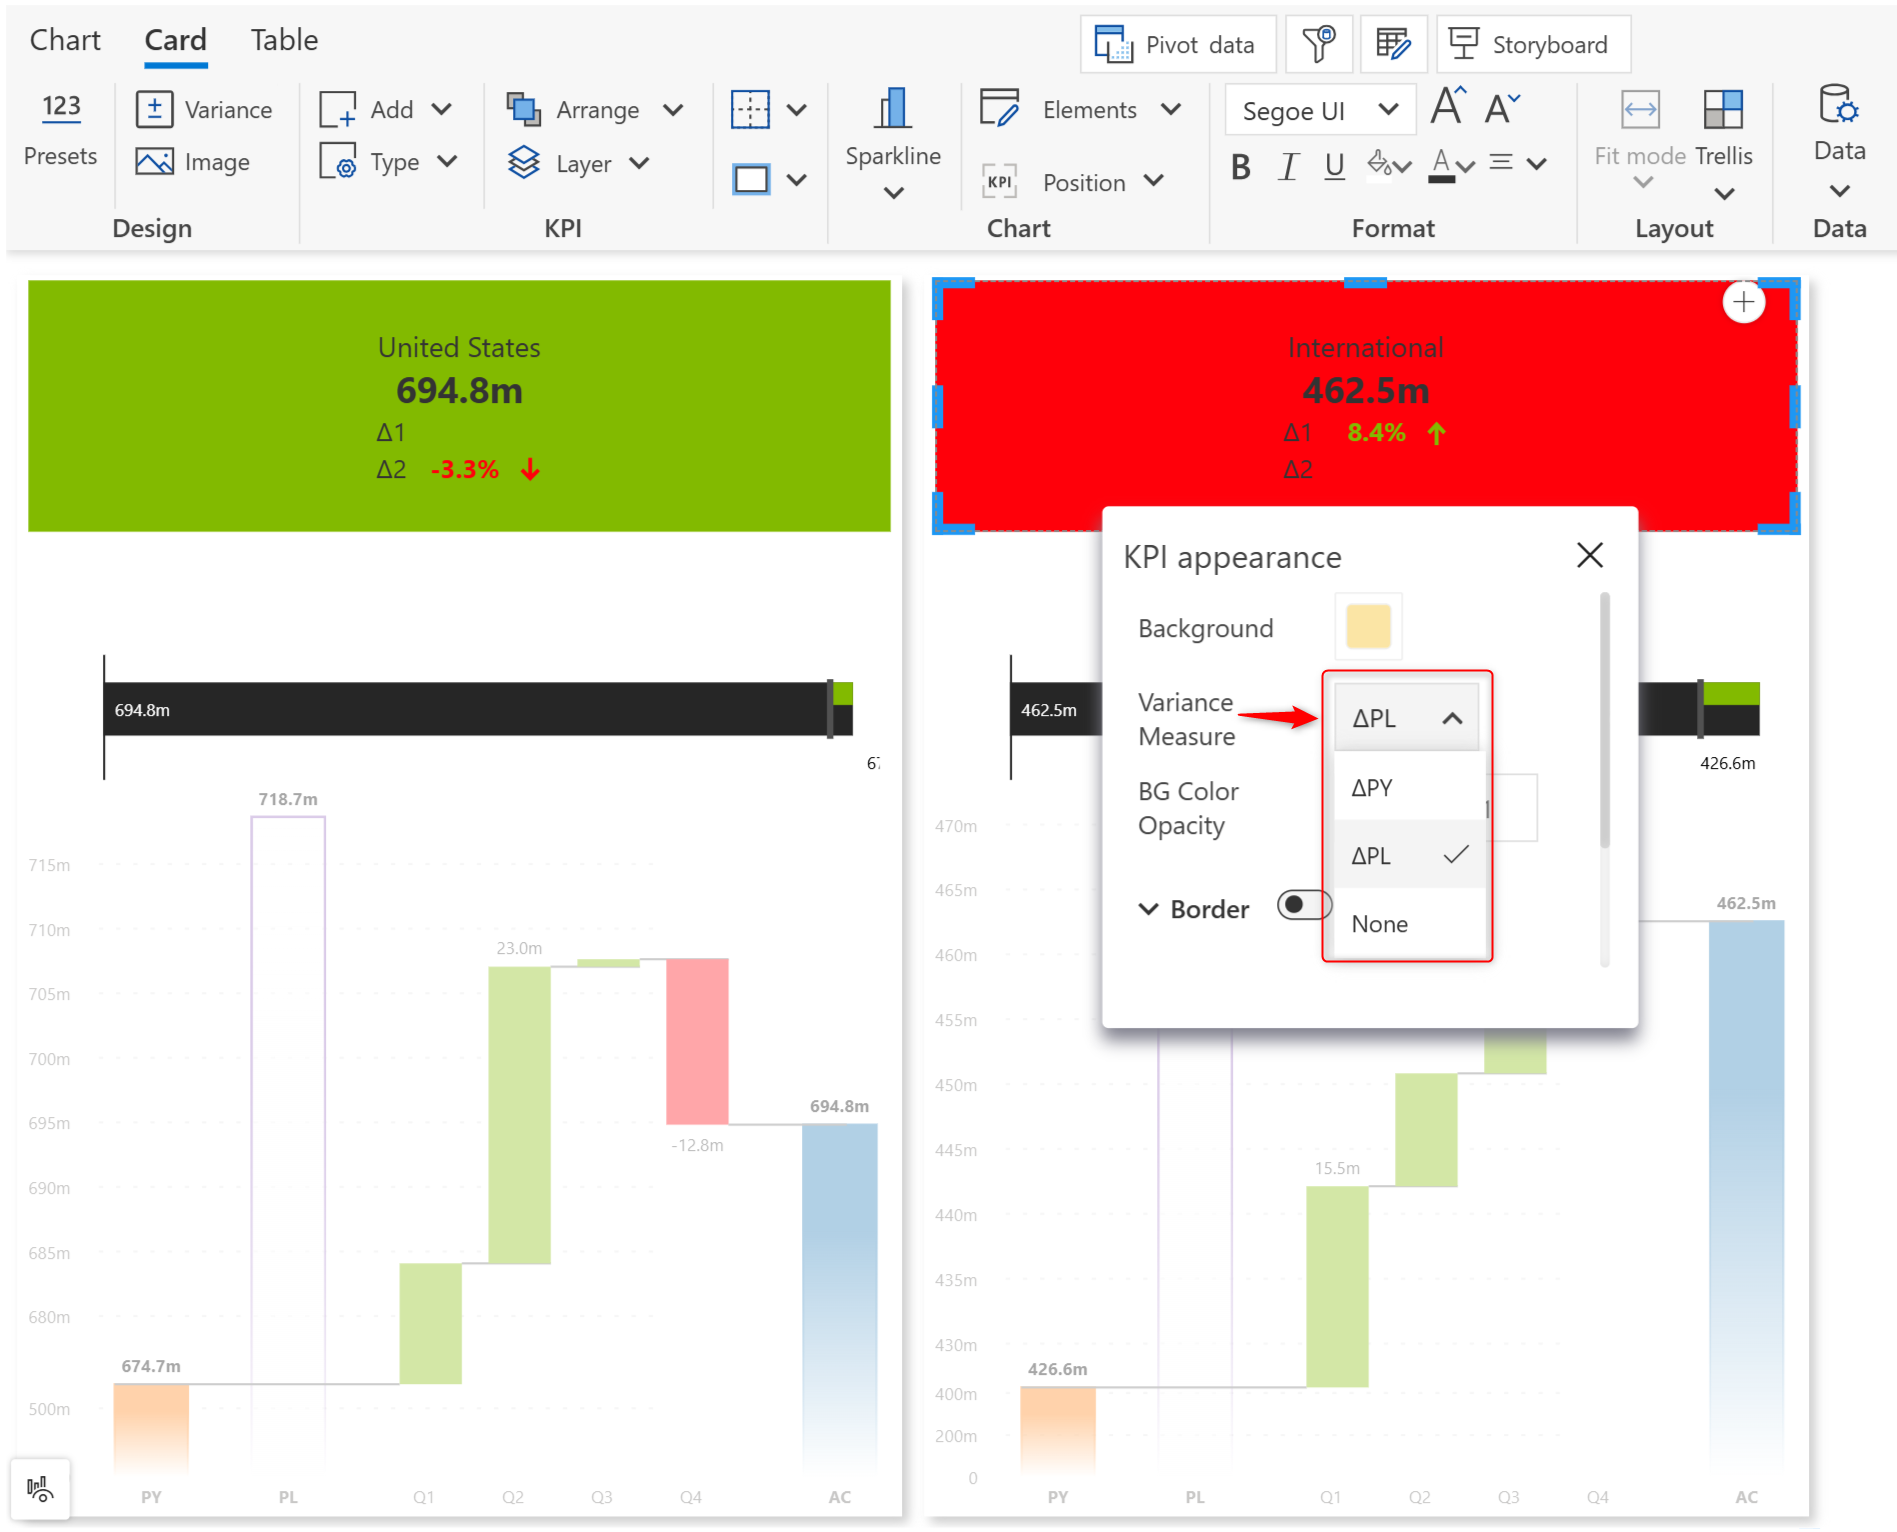 Chart Card Table
Pivot data
Storyboard
123
Presets
Variance
Image
Design
Add
Type
Arrange
Layer
KPI
Sparkline
Elements
KPI
Position
Chart
Segoe UI
A A
B I U A
Format
Fit mode
Trellis
Layout
Data
Data
United States
694.8m
Δ1
Δ2 -3.3%
International
462.5m
Δ1 8.4%
Δ2
KPI appearance
Background
Variance
Measure
ΔPL
ΔPY
ΔPL
None
BG Color
Opacity
Border
694.8m
462.5m
426.6m
718.7m
715m
710m
705m
700m
695m
690m
685m
680m
500m
674.7m
23.0m
-12.8m
694.8m
PY PL Q1 Q2 Q3 Q4 AC
470m
465m
460m
455m
450m
445m
440m
435m
430m
400m
200m
0
426.6m
15.5m
462.5m
PY PL Q1 Q2 Q3 Q4 AC